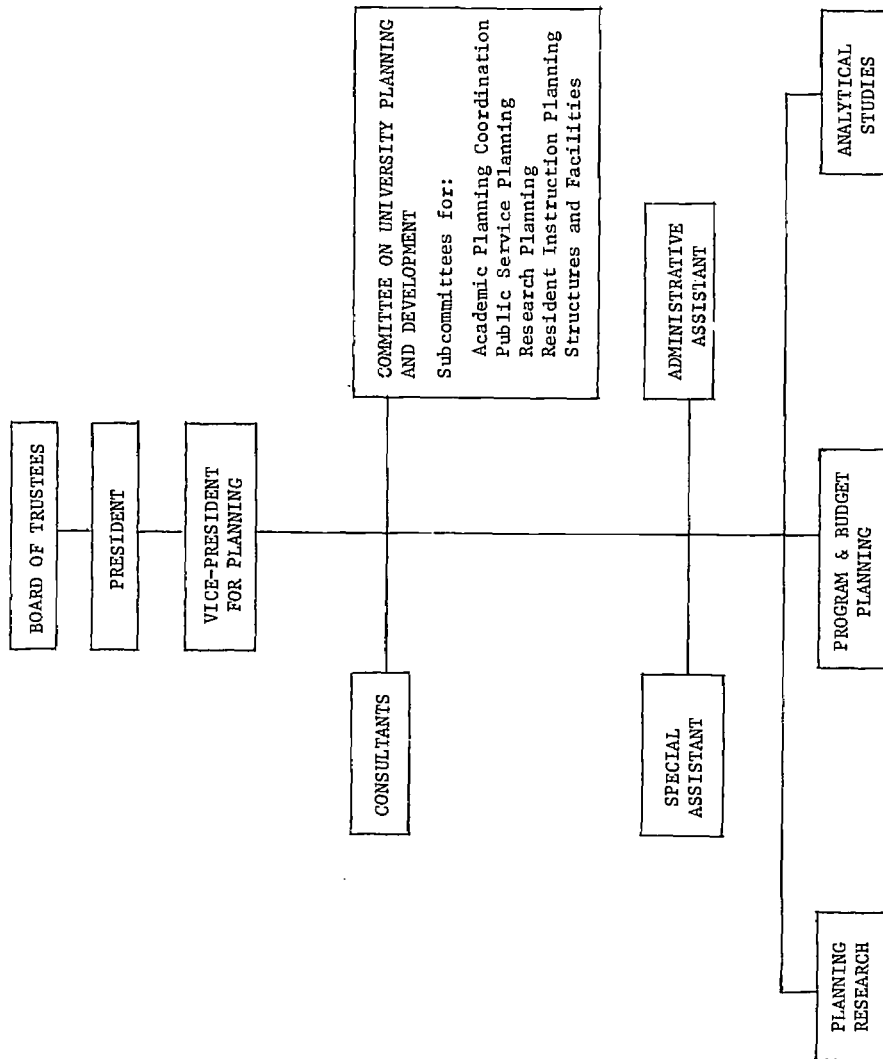 BOARD OF TRUSTEES
PRESIDENT
VICE-PRESIDENT
FOR PLANNING
CONSULTANTS
COMMITTEE ON UNIVERSITY PLANNING
AND DEVELOPMENT
Subcommittees for:
Academic Planning Coordination
Public Service Planning
Research Planning
Resident Instruction Planning
Structures and Facilities
SPECIAL
ASSISTANT
ADMINISTRATIVE
ASSISTANT
PLANNING
RESEARCH
PROGRAM & BUDGET
PLANNING
ANALYTICAL
STUDIES